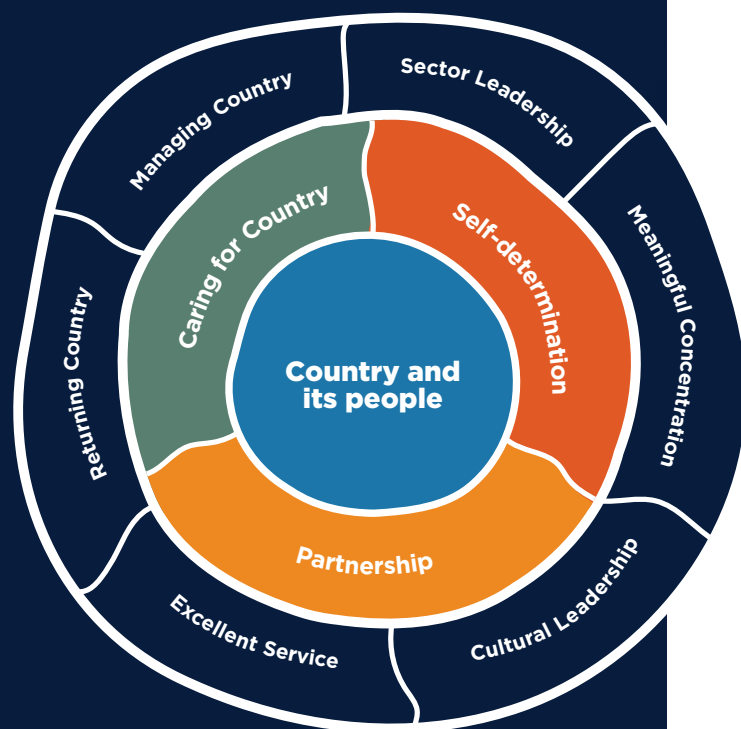 Sector Leadership
Meaningful Concentration
Cultural Leadership
Excellent Service
Returning Country
Managing Country
Self-determination
Partnership
Caring for Country
Country and
its people